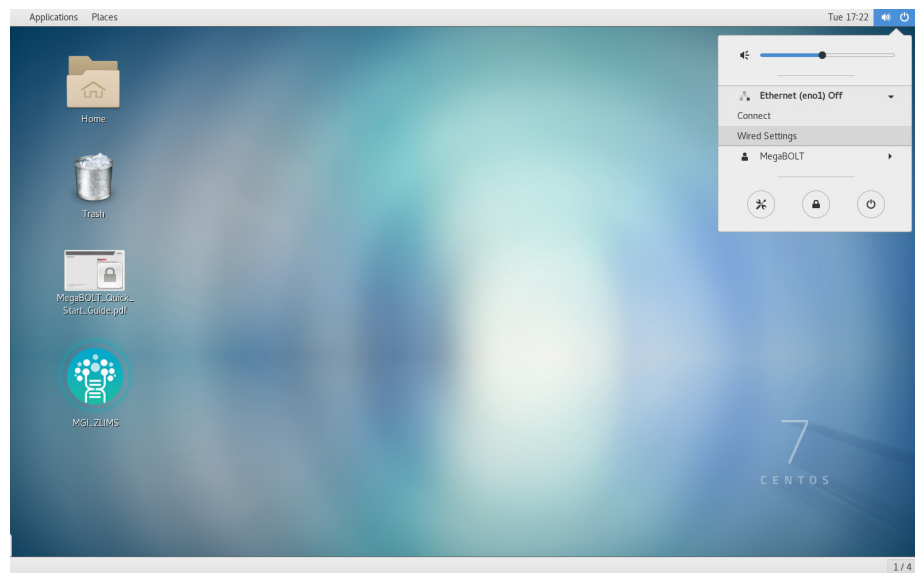 Applications Places Tue 17:22
Ethernet (eno1) Off
Connect
Wired Settings
MegaBOLT
Home
Trash
MegaBOLT_Quick_
Start_Guide.pdf
MGI_ZLIMS
7
CENTOS
1 / 4